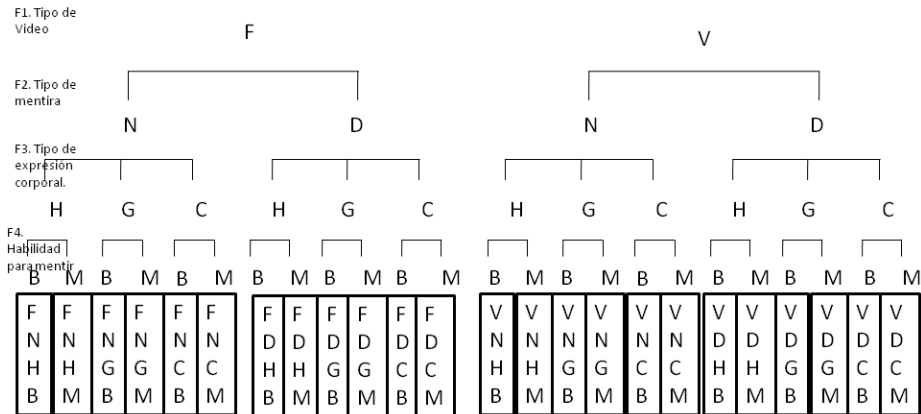 F1. Tipo de
Video
F V
F2. Tipo de
mentira
N D N D
F3. Tipo de
expresión
corporal.
H G C H G C H G C H G C
F4.
Habilidad
para mentir
B M B M B M B M B M B M B M B M B M B M B M B M
F F F F F F F F F F F F V V V V V V V V V V V V
N N N N N N D D D D D D N N N N N N D D D D D D
H H G G C C H H G G C C H H G G C C H H G G C C
B M B M B M B M B M B M B M B M B M B M B M B M